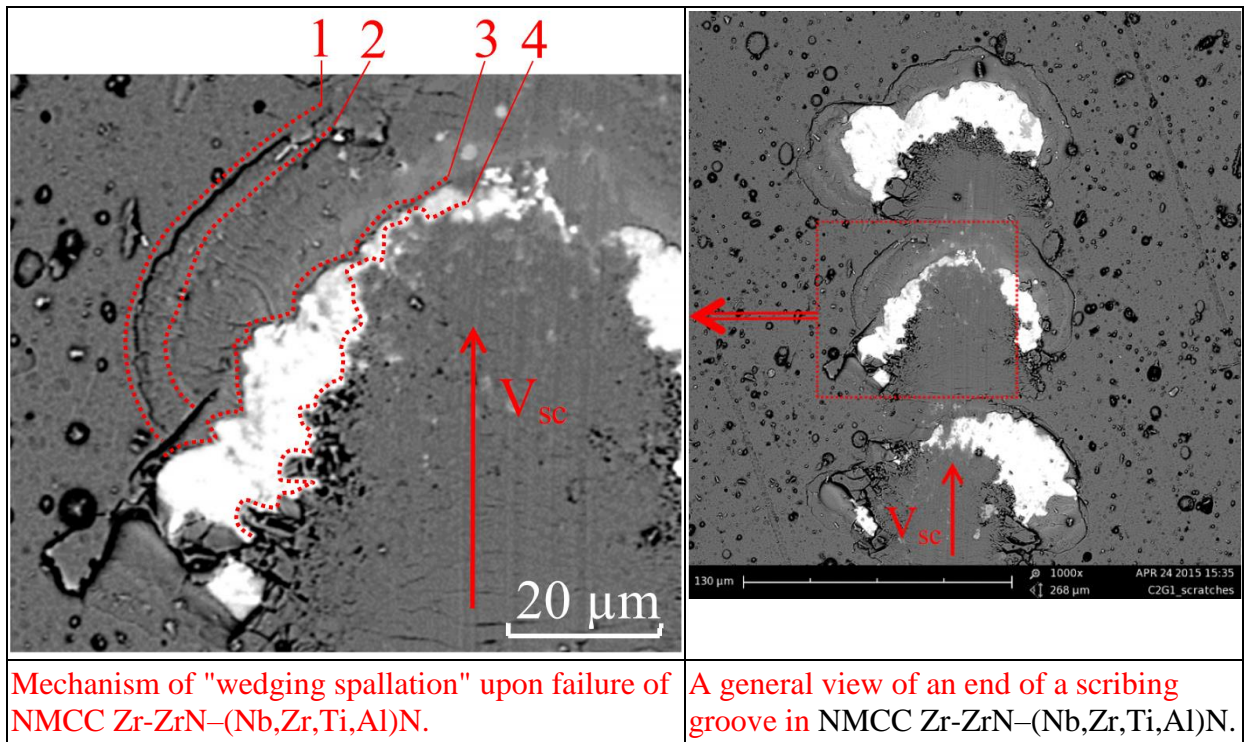 1 2 3 4
V sc
20 µm
V sc
130 µm
1000x
APR 24 2015 15:35
268 µm
C2G1_scratches
Mechanism of "wedging spallation" upon failure of
NMCC Zr-ZrN–(Nb,Zr,Ti,Al)N.
A general view of an end of a scribing
groove in NMCC Zr-ZrN–(Nb,Zr,Ti,Al)N.